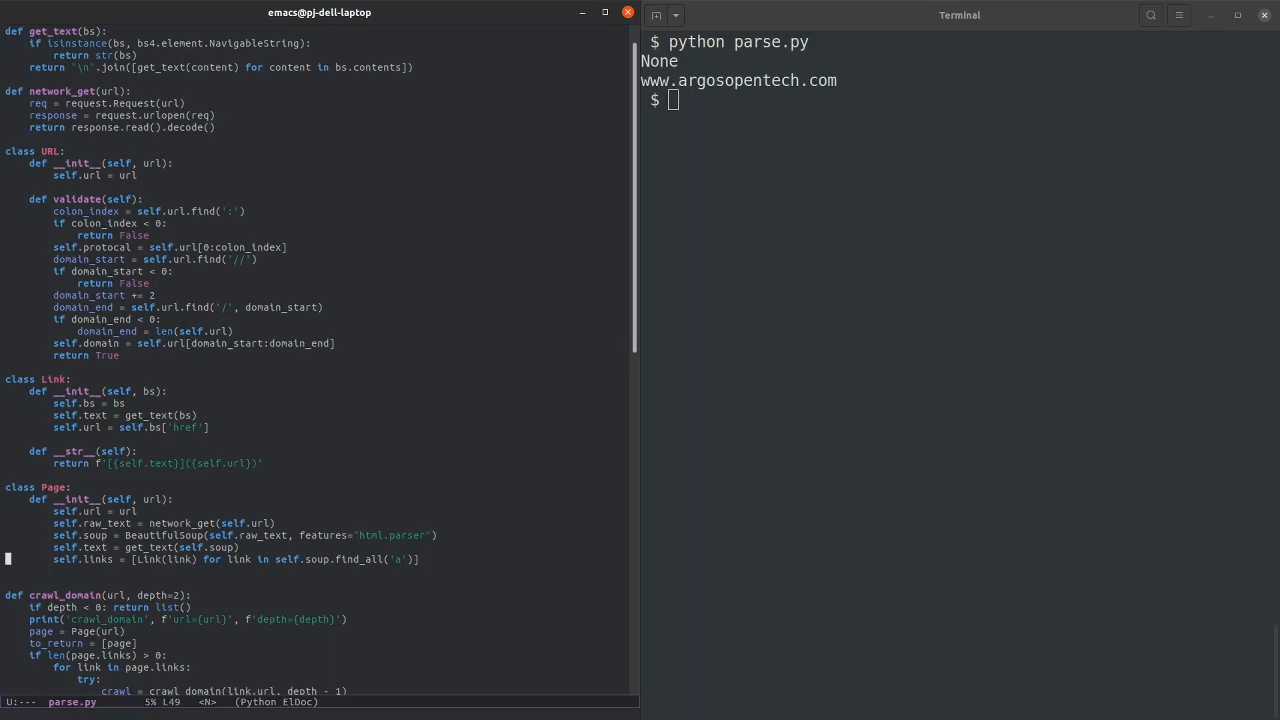 emacs@pj-dell-laptop
def get_text(bs):
    if isinstance(bs, bs4.element.NavigableString):
        return str(bs)
    return "\n".join([get_text(content) for content in bs.contents])
def network_get(url):
    req = request.Request(url)
    response = request.urlopen(req)
    return response.read().decode()
class URL:
    def __init__(self, url):
        self.url = url
    def validate(self):
        colon_index = self.url.find(':')
        if colon_index < 0:
            return False
        self.protocal = self.url[0:colon_index]
        domain_start = self.url.find('//')
        if domain_start < 0:
            return False
        domain_start += 2
        domain_end = self.url.find('/', domain_start)
        if domain_end < 0:
            domain_end = len(self.url)
        self.domain = self.url[domain_start:domain_end]
        return True
class Link:
    def __init__(self, bs):
        self.bs = bs
        self.text = get_text(bs)
        self.url = self.bs['href']
    def __str__(self):
        return f'[{self.text}]({self.url})'
class Page:
    def __init__(self, url):
        self.url = url
        self.raw_text = network_get(self.url)
        self.soup = BeautifulSoup(self.raw_text, features="html.parser")
        self.text = get_text(self.soup)
        self.links = [Link(link) for link in self.soup.find_all('a')]
def crawl_domain(url, depth=2):
    if depth < 0: return list()
    print('crawl_domain', f'url={url}', f'depth={depth}')
    page = Page(url)
    to_return = [page]
    if len(page.links) > 0:
        for link in page.links:
            try:
                crawl = crawl_domain(link.url, depth - 1)
U:--- parse.py 5% L49 <N> (Python ElDoc)
Terminal
$ python parse.py
None
www.argosopentech.com
$